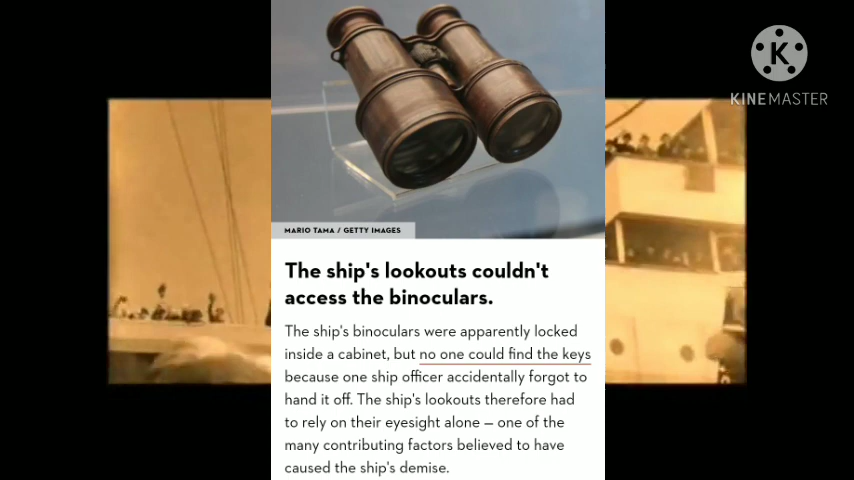 KINEMASTER
MARIO TAMA / GETTY IMAGES
The ship's lookouts couldn't
access the binoculars.
The ship's binoculars were apparently locked
inside a cabinet, but no one could find the keys
because one ship officer accidentally forgot to
hand it off. The ship's lookouts therefore had
to rely on their eyesight alone — one of the
many contributing factors believed to have
caused the ship's demise.